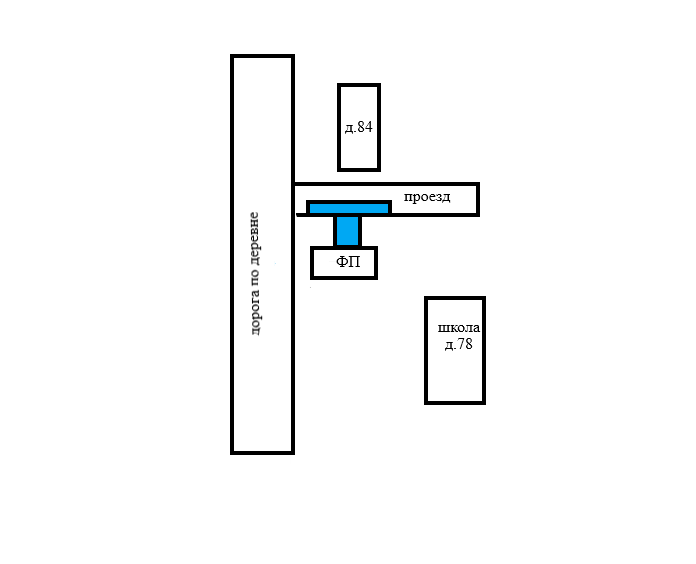 д.84
проезд
дорога по деревне
ФП
школа
д.78